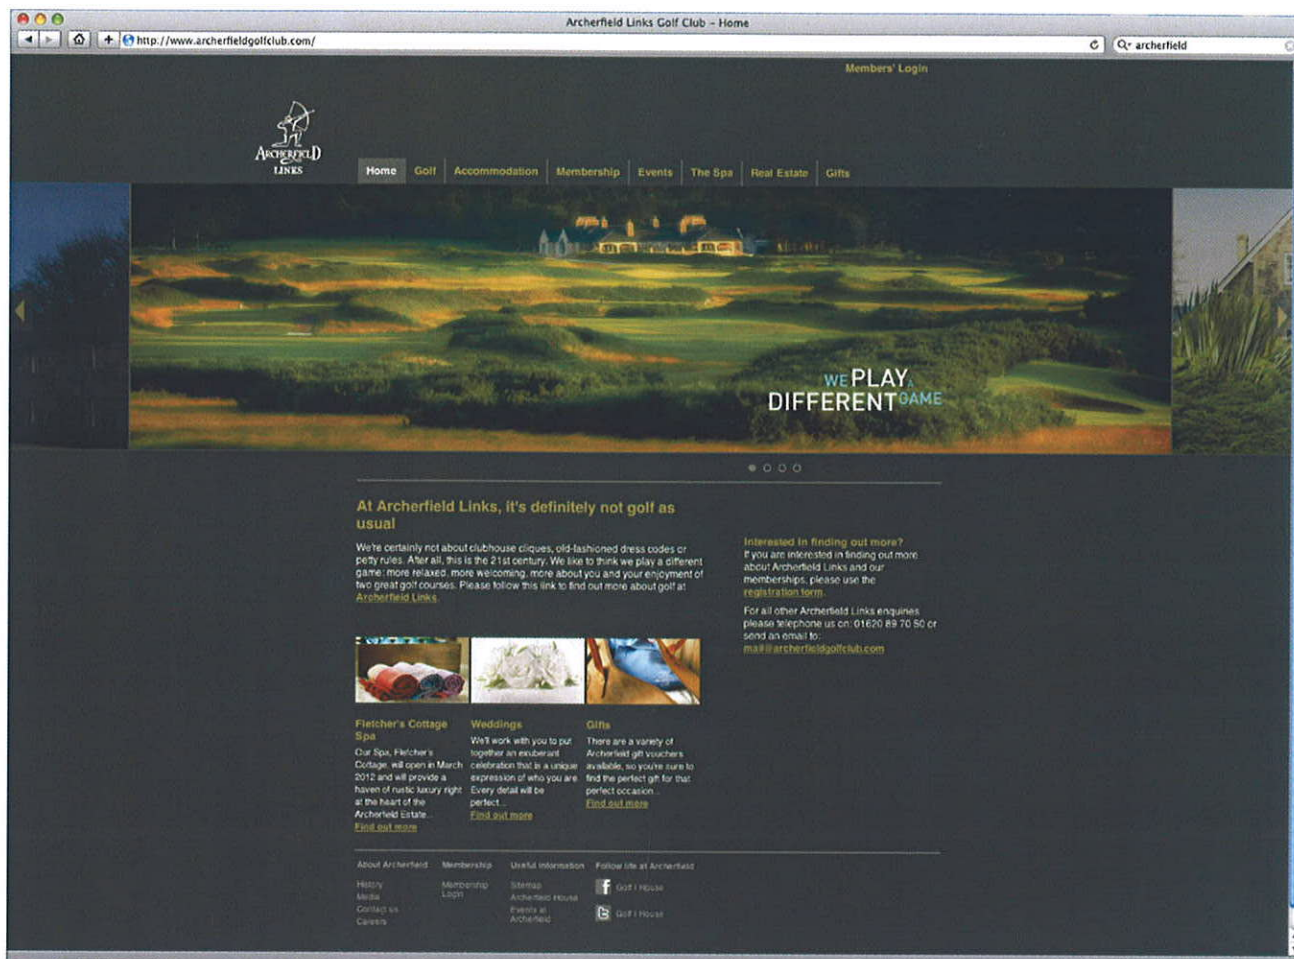 Archerfield Links Golf Club – Home
http://www.archerfieldgolfclub.com/
archerfield
Members' Login
ARCHERFIELD
LINKS
Home Golf Accommodation Membership Events The Spa Real Estate Gifts
WE PLAY A
DIFFERENT GAME
At Archerfield Links, it's definitely not golf as
usual
We're certainly not about clubhouse cliques, old-fashioned dress codes or
petty rules. After all, this is the 21st century. We like to think we play a different
game: more relaxed, more welcoming, more about you and your enjoyment of
two great golf courses. Please follow this link to find out more about golf at
Archerfield Links.
Interested in finding out more?
If you are interested in finding out more
about Archerfield Links and our
memberships, please use the
registration form.
For all other Archerfield Links enquiries
please telephone us on: 01620 89 70 50 or
send an email to:
mail@archerfieldgolfclub.com
Fletcher's Cottage
Spa
Our Spa, Fletcher's
Cottage, will open in March
2012 and will provide a
haven of rustic luxury right
at the heart of the
Archerfield Estate...
Find out more
Weddings
We'll work with you to put
together an exuberant
celebration that is a unique
expression of who you are.
Every detail will be
perfect...
Find out more
Gifts
There are a variety of
Archerfield gift vouchers
available, so you're sure to
find the perfect gift for that
perfect occasion...
Find out more
About Archerfield
History
Media
Contact us
Careers
Membership
Membership
Login
Useful Information
Sitemap
Archerfield House
Events at
Archerfield
Follow life at Archerfield
Golf | House
Golf | House